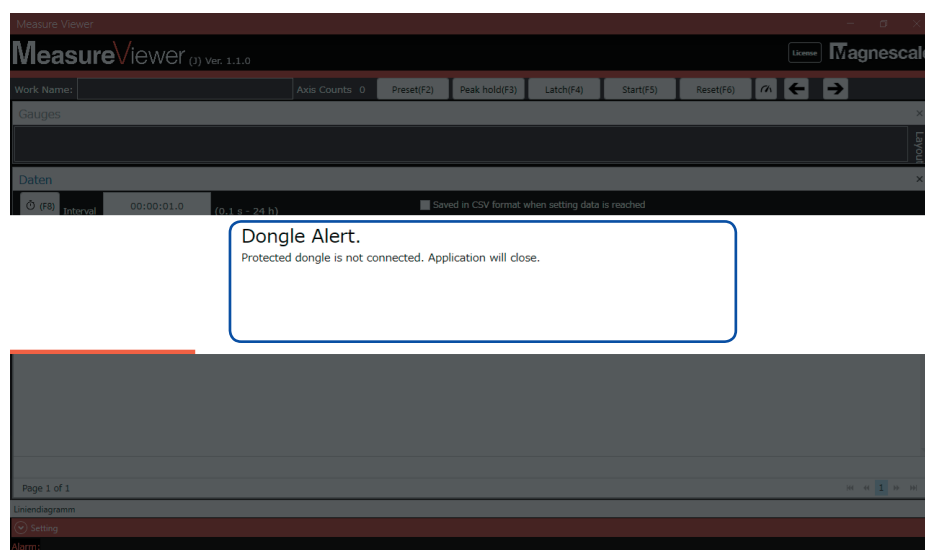 Measure Viewer
MeasureViewer (J) Ver. 1.1.0
License Magnescale
Work Name: Axis Counts 0 Preset(F2) Peak hold(F3) Latch(F4) Start(F5) Reset(F6)
Gauges
Layout
Daten
(F8) Interval 00:00:01.0 (0.1 s - 24 h) Saved in CSV format when setting data is reached
Dongle Alert.
Protected dongle is not connected. Application will close.
Page 1 of 1 1
Liniendiagramm
Setting
Alarm: